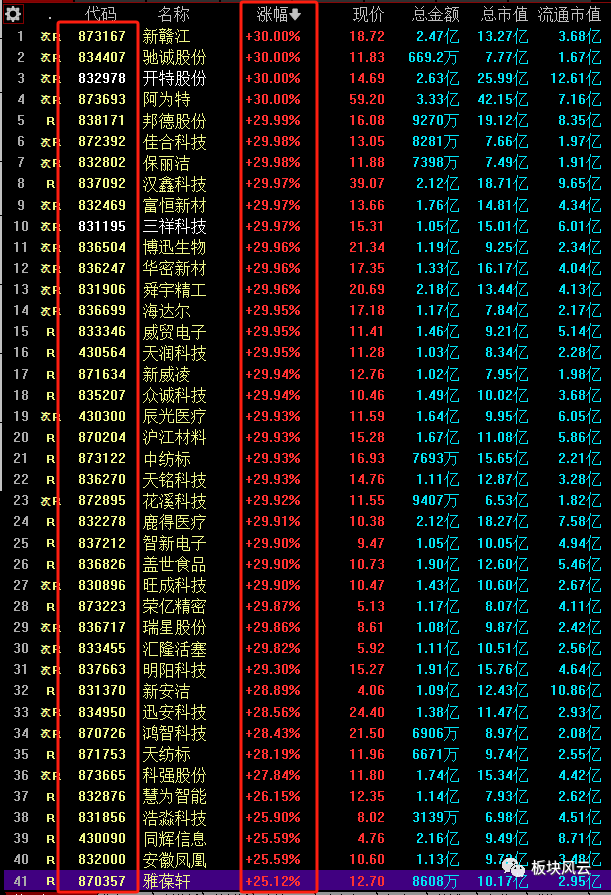 代码 名称 涨幅 现价 总金额 总市值 流通市值
1 R 873167 新赣江 +30.00% 18.72 2.47亿 13.27亿 3.68亿
2 R 834407 驰诚股份 +30.00% 11.83 669.2万 7.77亿 1.67亿
3 R 832978 开特股份 +30.00% 14.69 2.63亿 25.99亿 12.61亿
4 R 873693 阿为特 +30.00% 59.20 3.33亿 42.15亿 7.16亿
5 R 838171 邦德股份 +29.99% 16.08 9270万 19.12亿 8.35亿
6 R 872392 佳合科技 +29.98% 13.05 8281万 7.66亿 1.97亿
7 R 832802 保丽洁 +29.98% 11.88 7398万 7.49亿 1.91亿
8 R 837092 汉鑫科技 +29.97% 39.07 2.12亿 18.71亿 9.65亿
9 R 832469 富恒新材 +29.97% 13.66 1.76亿 14.81亿 4.34亿
10 R 831195 三祥科技 +29.97% 15.31 1.05亿 15.01亿 6.01亿
11 R 836504 博迅生物 +29.96% 21.34 1.19亿 9.25亿 2.34亿
12 R 836247 华密新材 +29.96% 17.35 1.33亿 16.17亿 4.04亿
13 R 831906 舜宇精工 +29.96% 20.69 2.18亿 13.44亿 4.13亿
14 R 836699 海达尔 +29.95% 17.18 1.17亿 7.84亿 2.17亿
15 R 833346 威贸电子 +29.95% 11.41 1.46亿 9.21亿 5.14亿
16 R 430564 天润科技 +29.95% 11.28 1.03亿 8.34亿 2.28亿
17 R 871634 新威凌 +29.94% 12.76 1.02亿 7.95亿 1.98亿
18 R 835207 众诚科技 +29.94% 10.46 1.49亿 10.02亿 3.68亿
19 R 430300 辰光医疗 +29.93% 11.59 1.64亿 9.95亿 6.05亿
20 R 870204 沪江材料 +29.93% 15.28 1.67亿 11.08亿 5.86亿
21 R 873122 中纺标 +29.93% 16.93 7693万 15.65亿 2.21亿
22 R 836270 天铭科技 +29.93% 14.76 1.11亿 12.87亿 3.28亿
23 R 872895 花溪科技 +29.92% 11.55 9407万 6.53亿 1.82亿
24 R 832278 鹿得医疗 +29.91% 10.38 2.12亿 18.27亿 7.58亿
25 R 837212 智新电子 +29.90% 9.47 1.05亿 10.05亿 4.94亿
26 R 836826 盖世食品 +29.90% 10.73 1.90亿 12.60亿 5.46亿
27 R 830896 旺成科技 +29.90% 10.47 1.43亿 10.60亿 2.67亿
28 R 873223 荣亿精密 +29.87% 5.13 1.17亿 8.07亿 4.11亿
29 R 836717 瑞星股份 +29.86% 8.61 1.08亿 9.87亿 2.42亿
30 R 833455 汇隆活塞 +29.82% 5.92 1.11亿 10.51亿 2.56亿
31 R 837663 明阳科技 +29.30% 15.27 1.91亿 15.76亿 4.64亿
32 R 831370 新安洁 +28.89% 4.06 1.09亿 12.43亿 10.86亿
33 R 834950 迅安科技 +28.56% 24.40 1.38亿 11.47亿 2.93亿
34 R 870726 鸿智科技 +28.43% 21.50 6906万 8.97亿 2.08亿
35 R 871753 天纺标 +28.19% 11.96 6671万 9.74亿 2.55亿
36 R 873665 科强股份 +27.84% 11.80 1.74亿 15.34亿 4.42亿
37 R 832876 慧为智能 +26.15% 12.35 1.14亿 7.93亿 2.62亿
38 R 831856 浩淼科技 +25.90% 8.02 3139万 6.98亿 4.51亿
39 R 430090 同辉信息 +25.59% 4.76 2.16亿 9.49亿 8.71亿
40 R 832000 安徽凤凰 +25.59% 10.60 1.13亿
41 R 870357 雅葆轩 +25.12% 12.70 8608万 10.17亿 2.95亿
板块风云